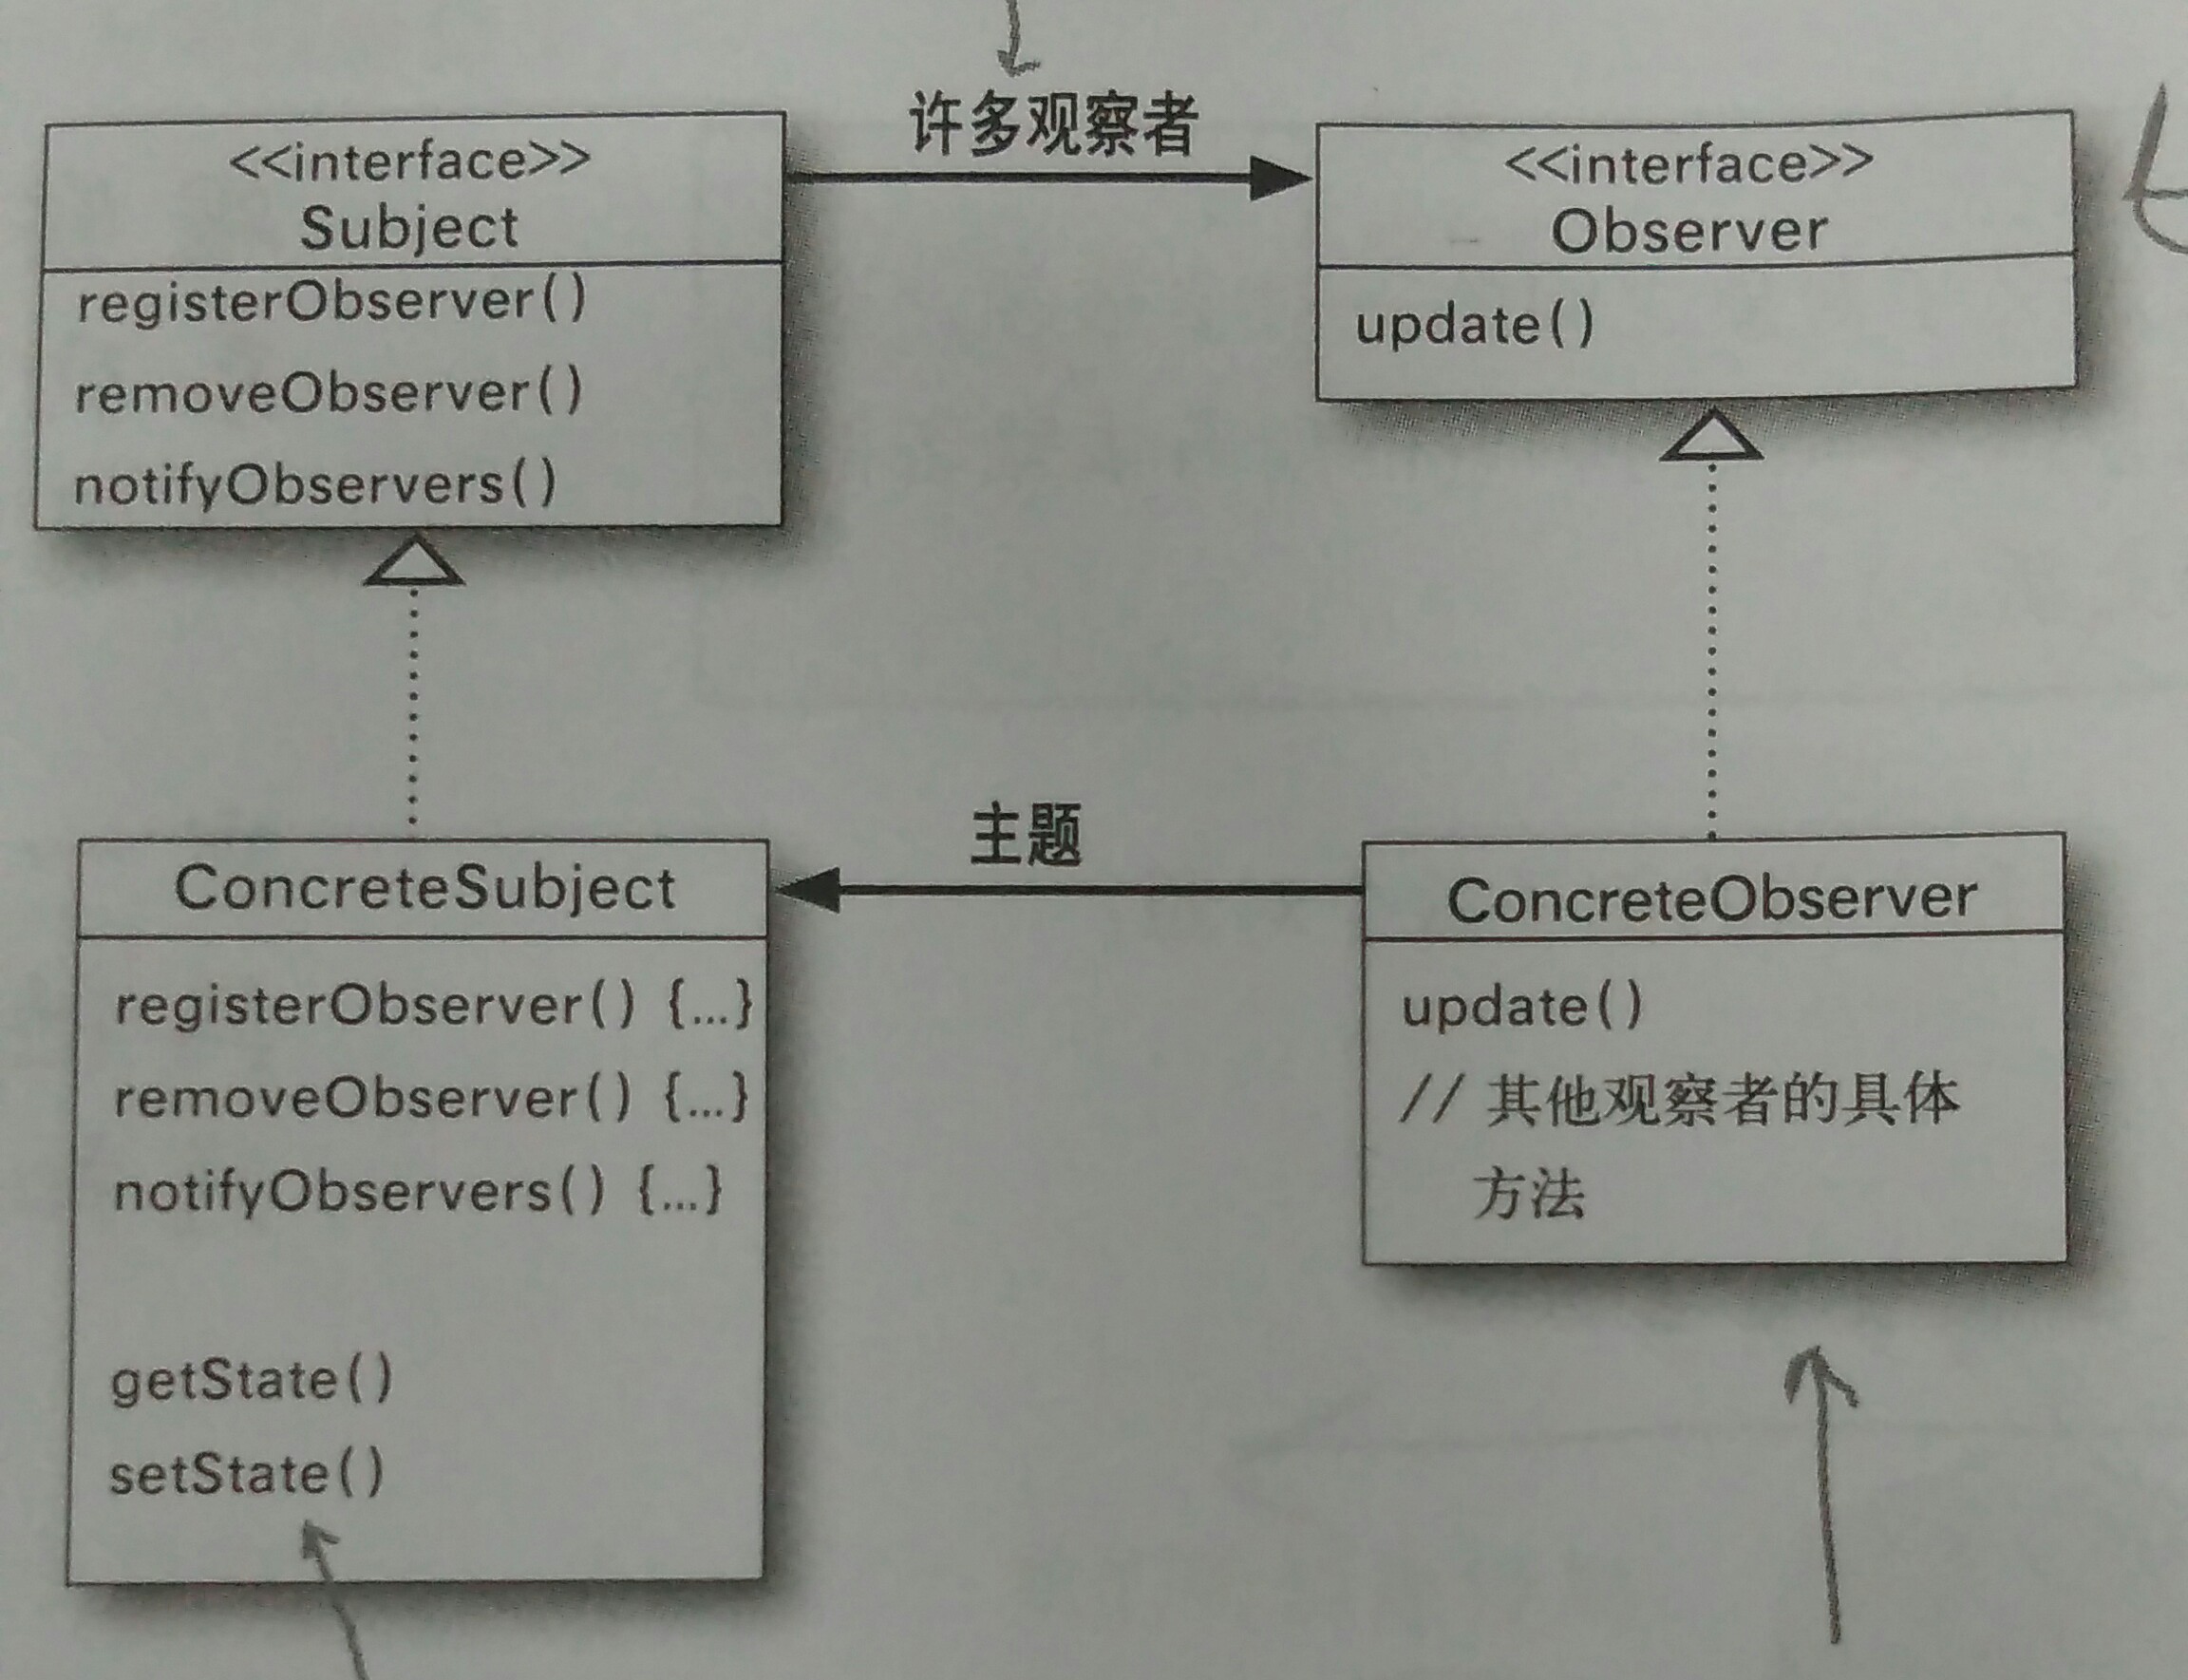 许多观察者
<<interface>>
Subject
registerObserver()
removeObserver()
notifyObservers()
<<interface>>
Observer
update()
主题
ConcreteSubject
registerObserver() {...}
removeObserver() {...}
notifyObservers() {...}
getState()
setState()
ConcreteObserver
update()
// 其他观察者的具体
方法